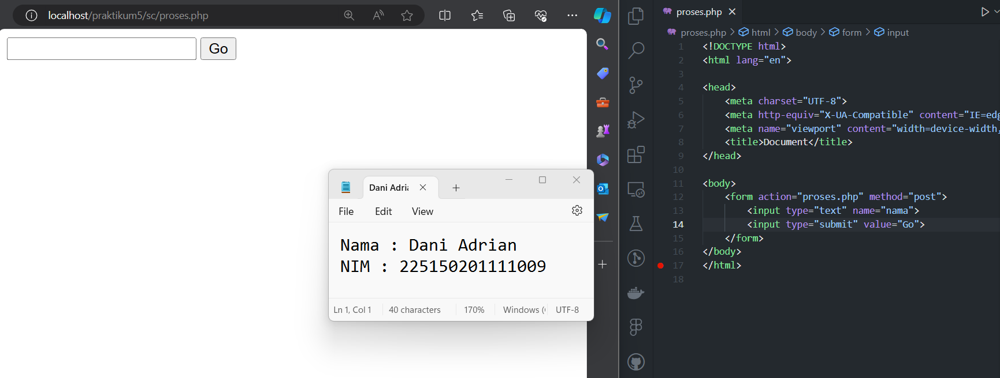 localhost/praktikum5/sc/proses.php
Go
Dani Adria
File Edit View
Nama : Dani Adrian
NIM : 225150201111009
Ln 1, Col 1 40 characters 170% Windows ( UTF-8
proses.php
proses.php > html > body > form > input
1 <!DOCTYPE html>
2 <html lang="en">
3
4 <head>
5 <meta charset="UTF-8">
6 <meta http-equiv="X-UA-Compatible" content="IE=edg
7 <meta name="viewport" content="width=device-width,
8 <title>Document</title>
9 </head>
10
11 <body>
12 <form action="proses.php" method="post">
13 <input type="text" name="nama">
14 <input type="submit" value="Go">
15 </form>
16 </body>
17 </html>
18